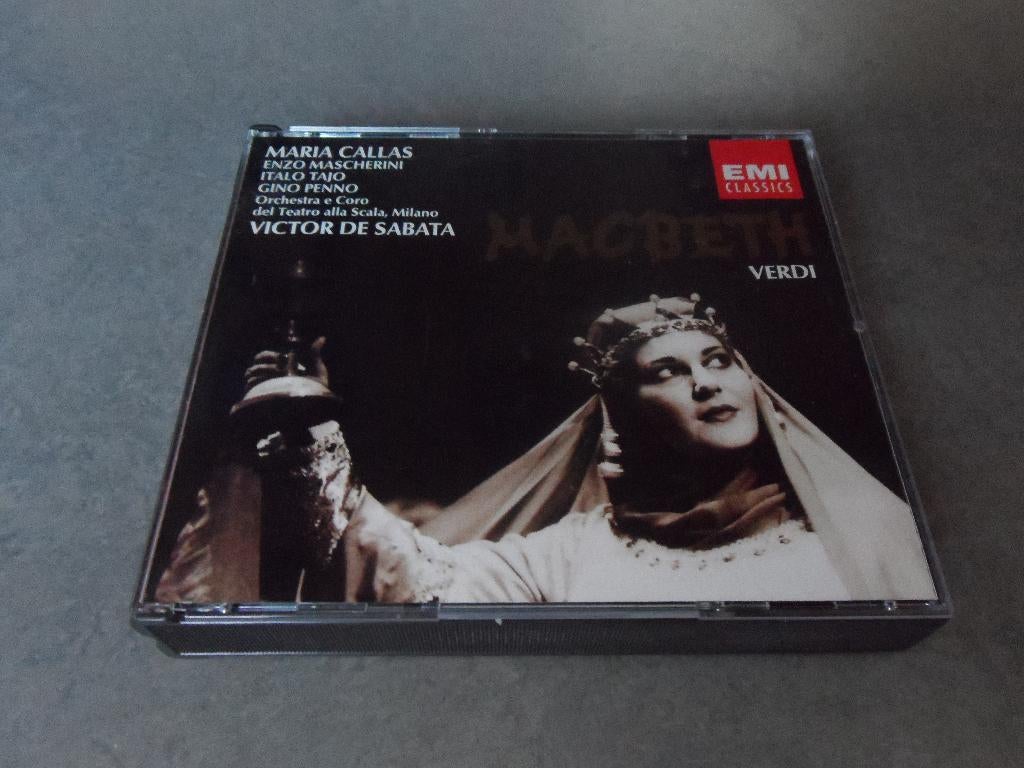 MARIA CALLAS
ENZO MASCHERINI
ITALO TAJO
GINO PENNO
Orchestra e Coro
del Teatro alla Scala, Milano
VICTOR DE SABATA
EMI
CLASSICS
MACBETH
VERDI